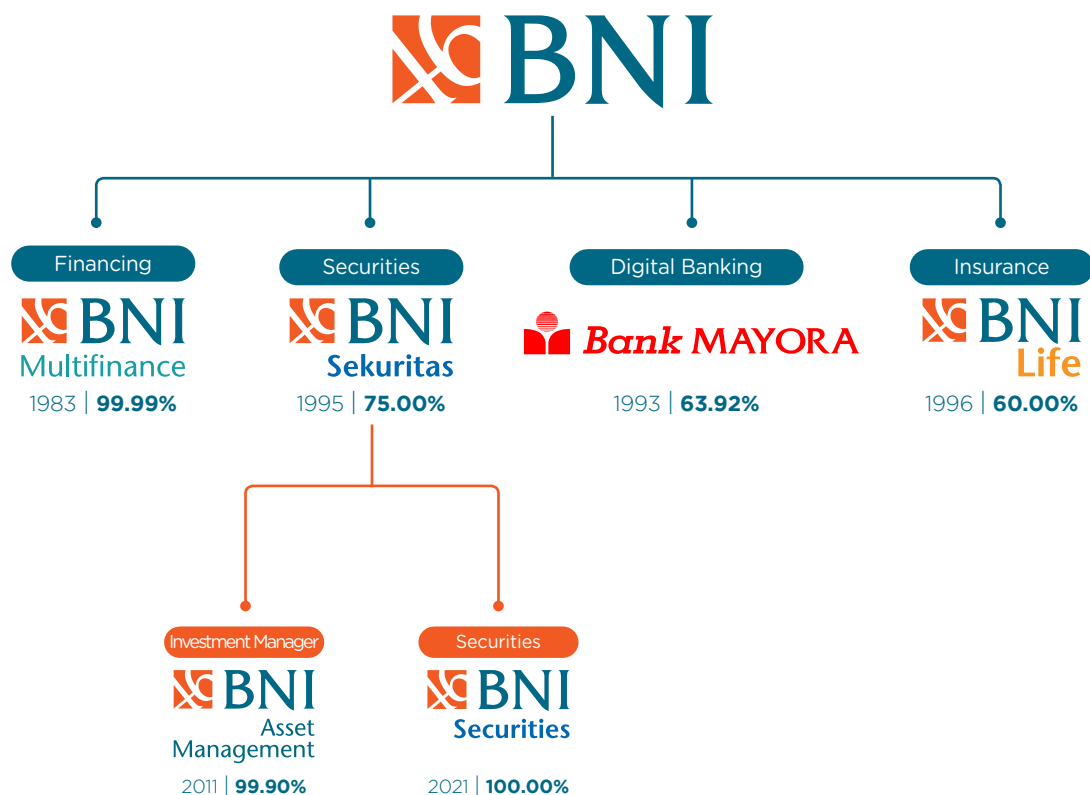 BNI
Financing
BNI
Multifinance
1983 | 99.99%
Securities
BNI
Sekuritas
1995 | 75.00%
Digital Banking
Bank MAYORA
1993 | 63.92%
Insurance
BNI
Life
1996 | 60.00%
Investment Manager
BNI
Asset
Management
2011 | 99.90%
Securities
BNI
Securities
2021 | 100.00%